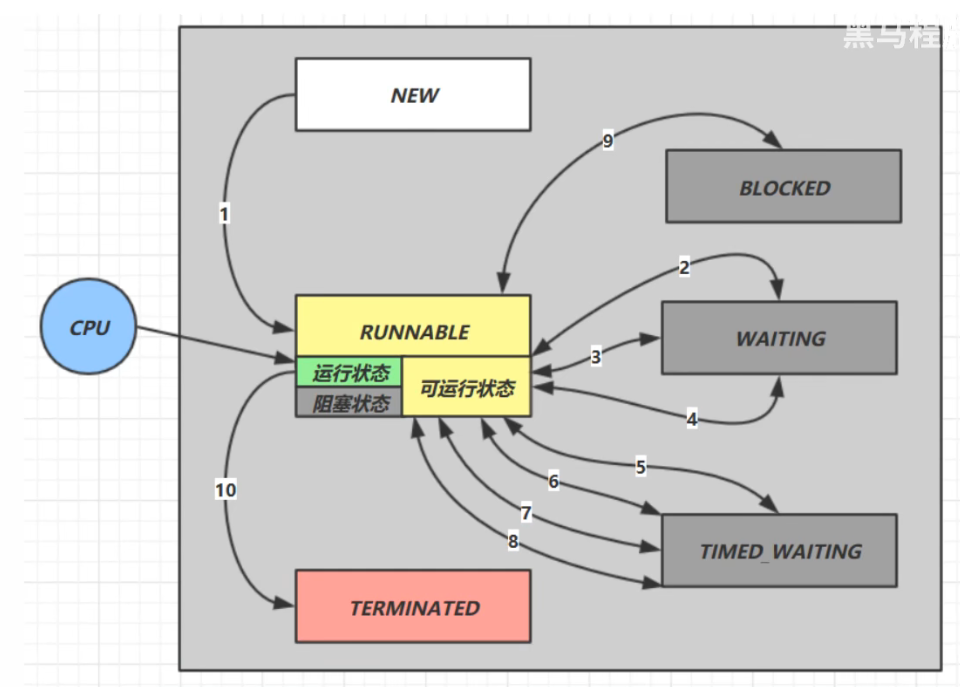 黑马程
NEW
9
BLOCKED
1
2
CPU
RUNNABLE
WAITING
3
运行状态
可运行状态
阻塞状态
4
5
6
10
7
8
TIMED_WAITING
TERMINATED